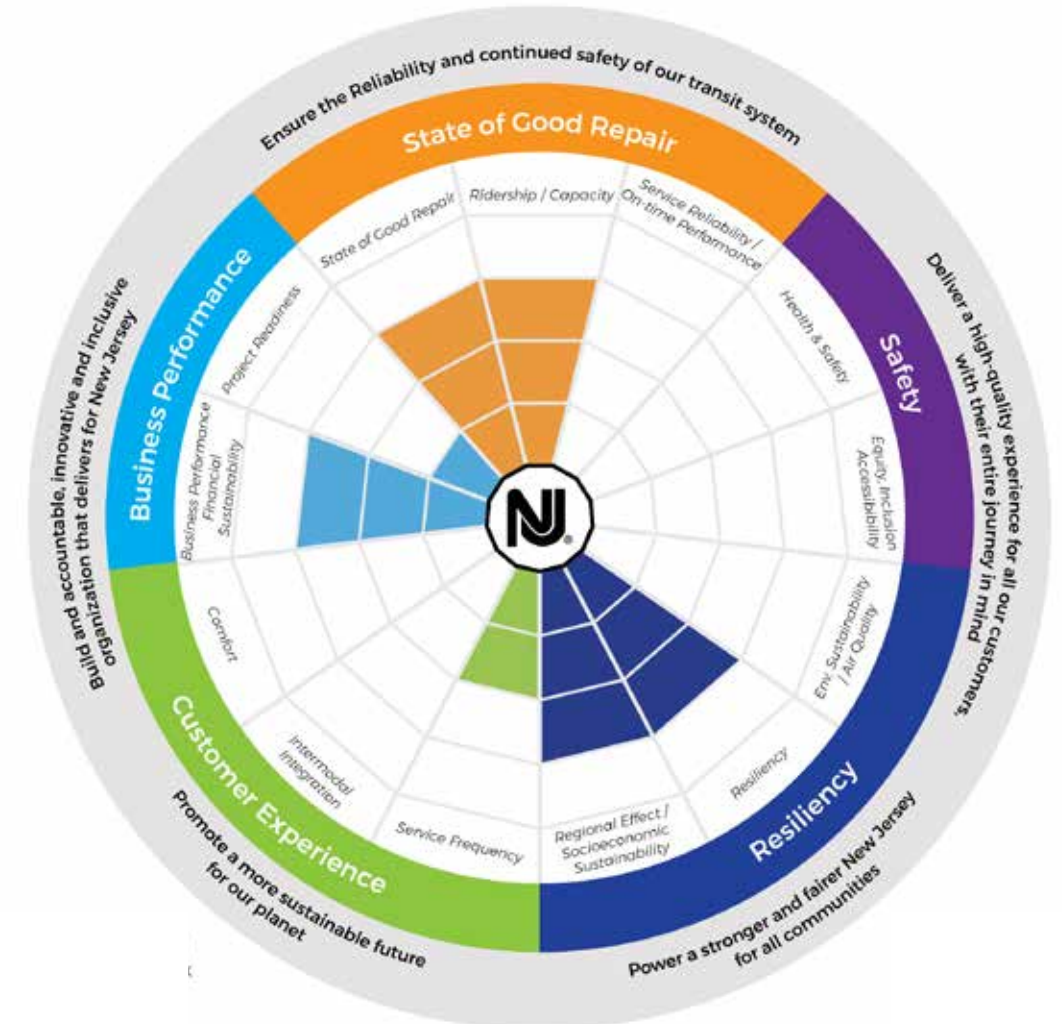 Ensure the Reliability and continued safety of our transit system
State of Good Repair
State of Good Repair
Ridership / Capacity
Service Reliability /
On-time Performance
Safety
Health & Safety
Equity, Inclusion
Accessibibility
Deliver a high-quality experience for all our customers,
with their entire journey in mind
Resiliency
Env. Sustainability
/ Air Quality
Resiliency
Regional Effect /
Socioeconomic
Sustainability
Power a stronger and fairer New Jersey
for all communities
Customer Experience
Service Frequency
Intermodal
Integration
Comfort
Promote a more sustainable future
for our planet
Business Performance
Business Performance
Financial
Sustainability
Project Readiness
Build and accountable, innovative and inclusive
organization that delivers for New Jersey
NJ
®